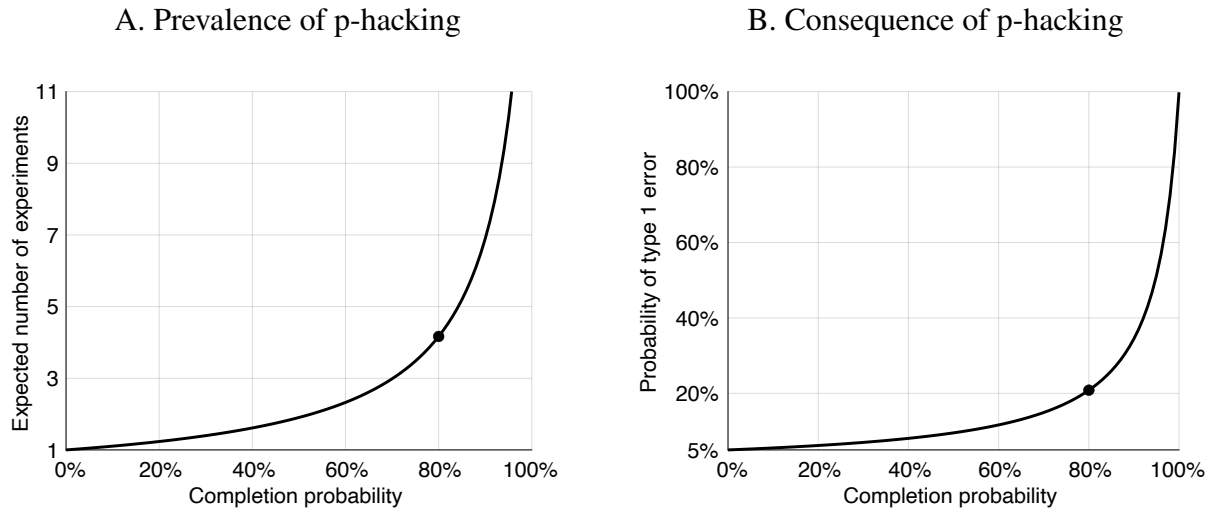 A. Prevalence of p-hacking
11
9
7
5
3
1
Expected number of experiments
0% 20% 40% 60% 80% 100%
Completion probability
B. Consequence of p-hacking
100%
80%
60%
40%
20%
5%
Probability of type 1 error
0% 20% 40% 60% 80% 100%
Completion probability